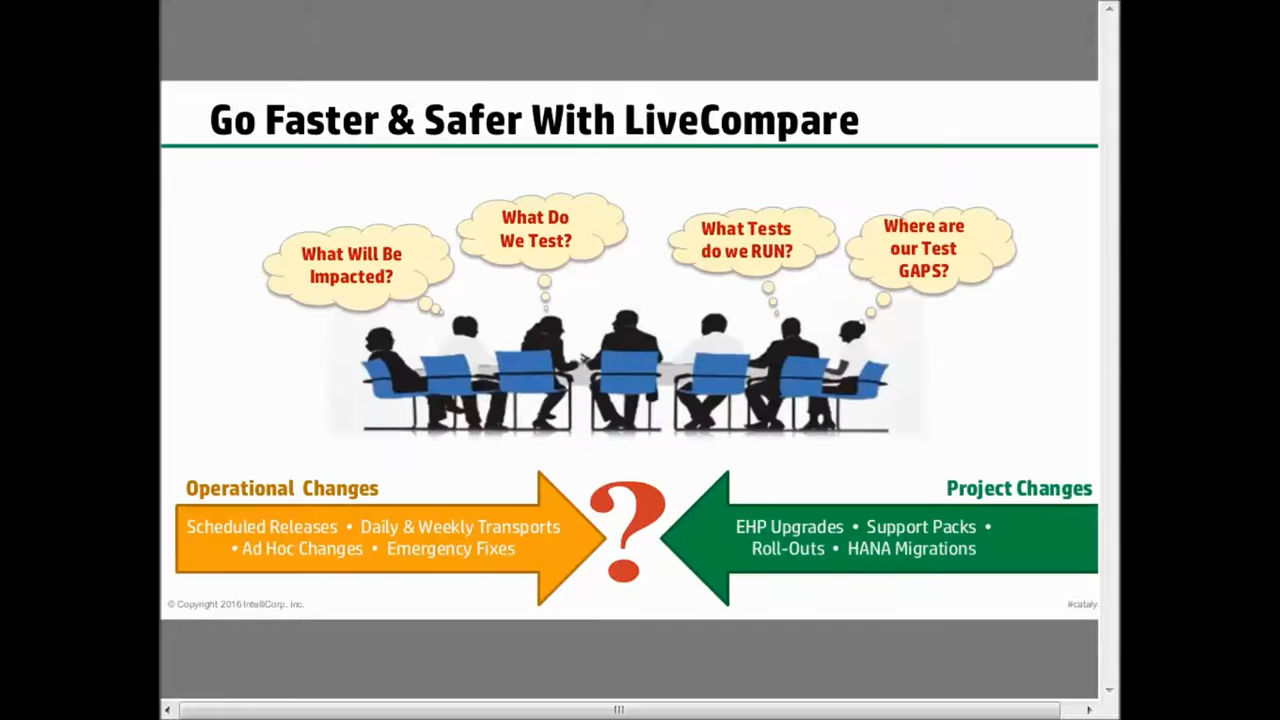 Go Faster & Safer With LiveCompare
What Will Be
Impacted?
What Do
We Test?
What Tests
do we RUN?
Where are
our Test
GAPS?
Operational Changes
Scheduled Releases • Daily & Weekly Transports
• Ad Hoc Changes • Emergency Fixes
?
Project Changes
EHP Upgrades • Support Packs •
Roll-Outs • HANA Migrations
© Copyright 2016 IntelliCorp. Inc.
#cataly